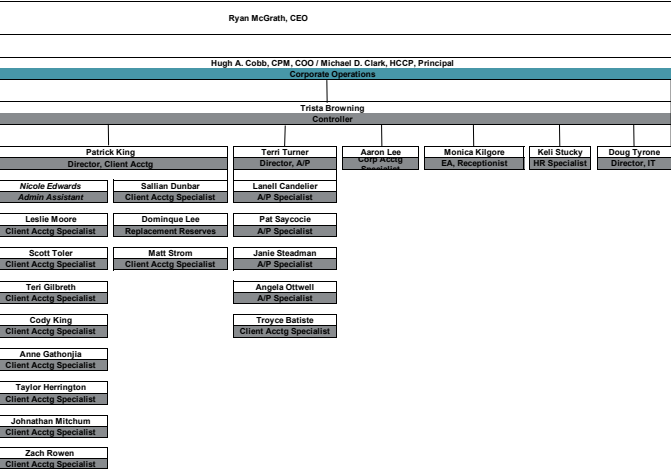 Ryan McGrath, CEO
Hugh A. Cobb, CPM, COO / Michael D. Clark, HCCP, Principal
Corporate Operations
Trista Browning
Controller
Patrick King
Director, Client Acctg
Terri Turner
Director, A/P
Aaron Lee
Corp Acctg
Specialist
Monica Kilgore
EA, Receptionist
Keli Stucky
HR Specialist
Doug Tyrone
Director, IT
Nicole Edwards
Admin Assistant
Sallian Dunbar
Client Acctg Specialist
Lanell Candelier
A/P Specialist
Leslie Moore
Client Acctg Specialist
Dominque Lee
Replacement Reserves
Pat Saycocie
A/P Specialist
Scott Toler
Client Acctg Specialist
Matt Strom
Client Acctg Specialist
Janie Steadman
A/P Specialist
Teri Gilbreth
Client Acctg Specialist
Angela Ottwell
A/P Specialist
Cody King
Client Acctg Specialist
Troyce Batiste
Client Acctg Specialist
Anne Gathonjia
Client Acctg Specialist
Taylor Herrington
Client Acctg Specialist
Johnathan Mitchum
Client Acctg Specialist
Zach Rowen
Client Acctg Specialist